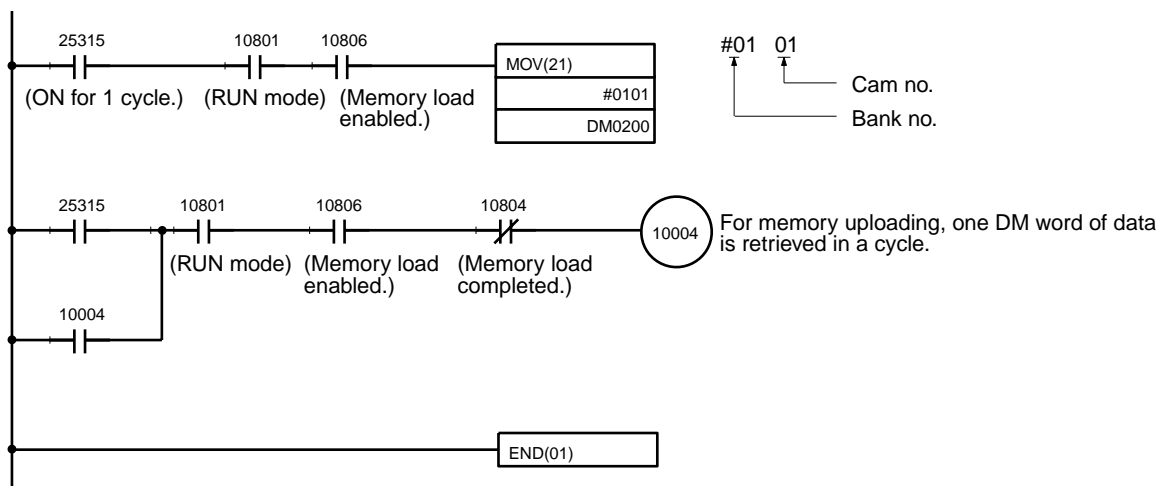 25315 10801 10806
MOV(21)
#0101
DM0200
(ON for 1 cycle.) (RUN mode) (Memory load
enabled.)
#01 01
Cam no.
Bank no.
25315 10801 10806 10804
10004
(RUN mode) (Memory load
enabled.)
(Memory load
completed.)
For memory uploading, one DM word of data
is retrieved in a cycle.
10004
END(01)